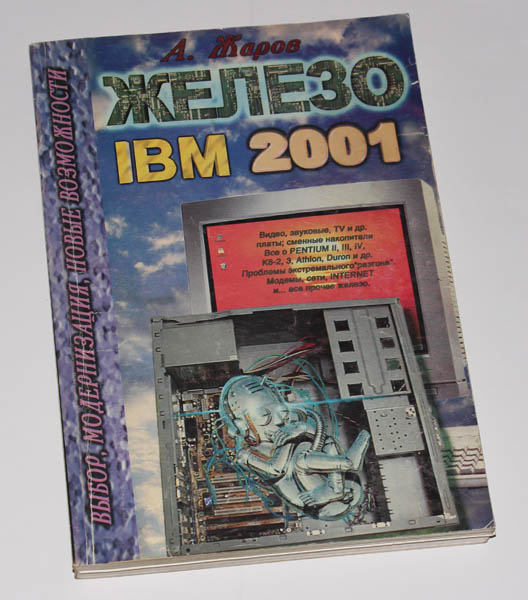 А. Жаров
ЖЕЛЕЗО
IBM 2001
ВЫБОР, МОДЕРНИЗАЦИЯ, НОВЫЕ ВОЗМОЖНОСТИ
Видео, звуковые, TV и др.
платы; сменные накопители
Все о PENTIUM II, III, IV,
K6-2, 3, Athlon, Duron и др.
Проблемы экстремального "разгона".
Модемы, сети, INTERNET
и... все прочее железо.